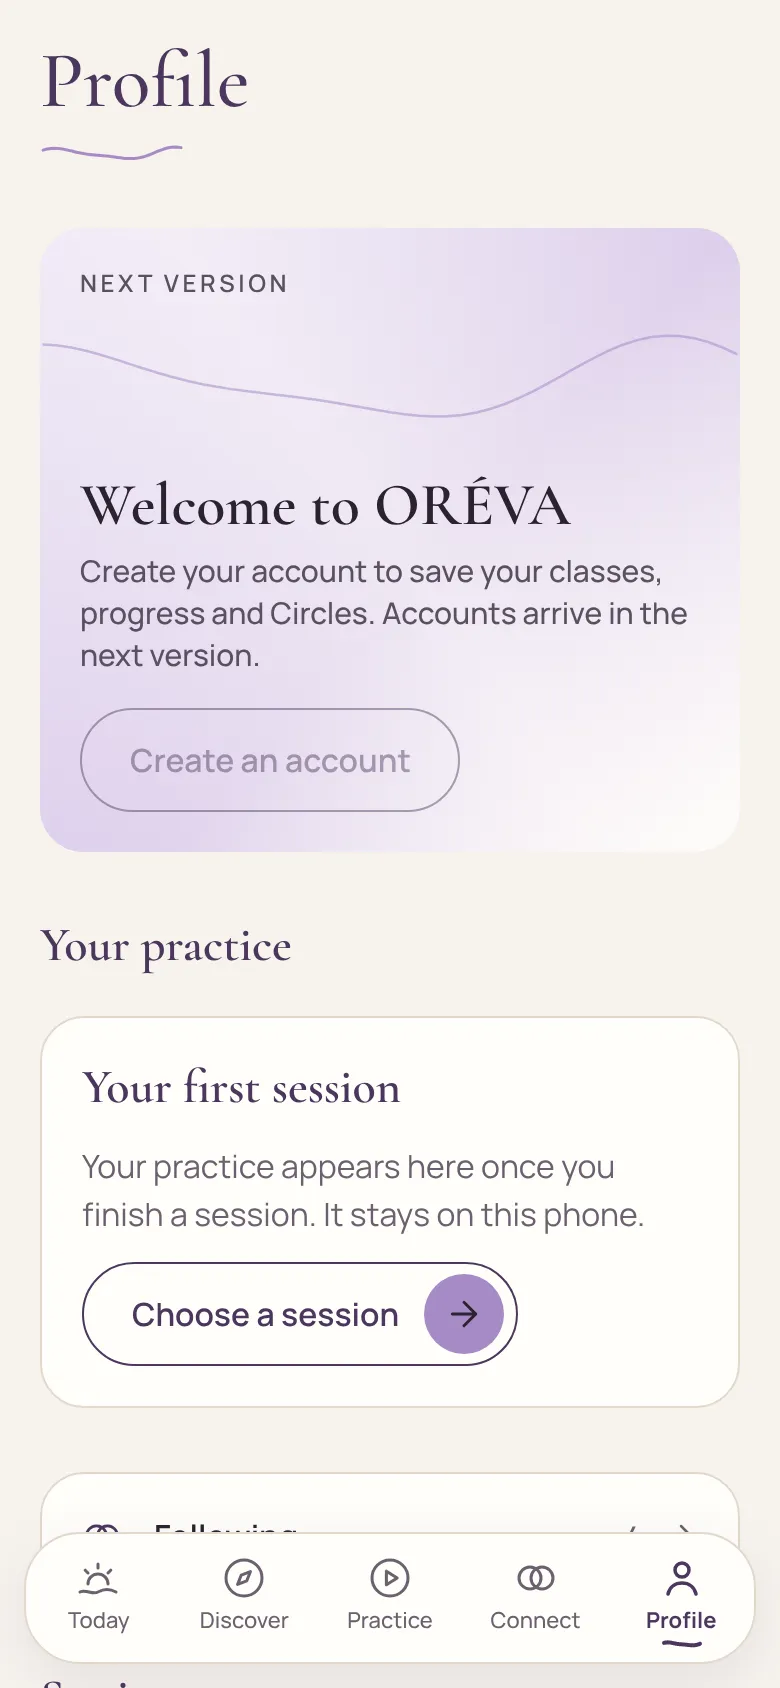 Profile
NEXT VERSION
Welcome to ORÉVA
Create your account to save your classes,
progress and Circles. Accounts arrive in the
next version.
Create an account
Your practice
Your first session
Your practice appears here once you
finish a session. It stays on this phone.
Choose a session
Following
Today
Discover
Practice
Connect
Profile